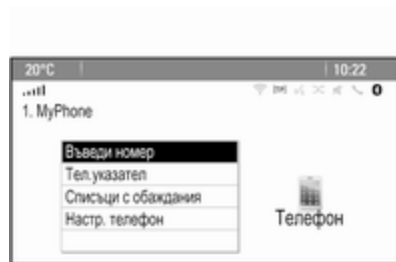 20°C 10:22
1. MyPhone
Въведи номер
Тел.указател
Списъци с обаждания
Настр. телефон
Телефон